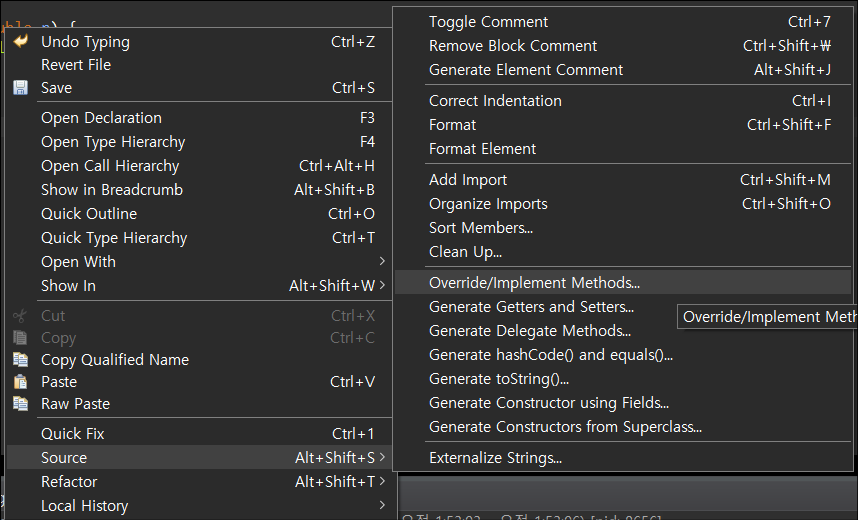 Undo Typing Ctrl+Z
Revert File
Save Ctrl+S
Open Declaration F3
Open Type Hierarchy F4
Open Call Hierarchy Ctrl+Alt+H
Show in Breadcrumb Alt+Shift+B
Quick Outline Ctrl+O
Quick Type Hierarchy Ctrl+T
Open With >
Show In Alt+Shift+W >
Cut Ctrl+X
Copy Ctrl+C
Copy Qualified Name
Paste Ctrl+V
Raw Paste
Quick Fix Ctrl+1
Source Alt+Shift+S >
Refactor Alt+Shift+T >
Local History >
Toggle Comment Ctrl+7
Remove Block Comment Ctrl+Shift+₩
Generate Element Comment Alt+Shift+J
Correct Indentation Ctrl+I
Format Ctrl+Shift+F
Format Element
Add Import Ctrl+Shift+M
Organize Imports Ctrl+Shift+O
Sort Members...
Clean Up...
Override/Implement Methods...
Generate Getters and Setters...
Override/Implement Meth
Generate Delegate Methods...
Generate hashCode() and equals()...
Generate toString()...
Generate Constructor using Fields...
Generate Constructors from Superclass...
Externalize Strings...